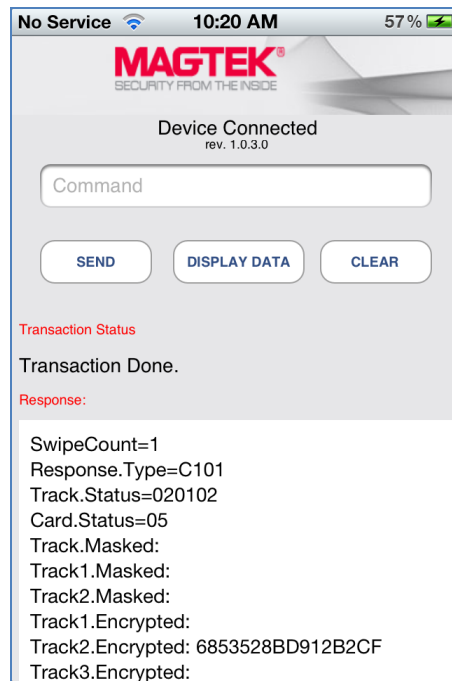 No Service 10:20 AM 57%
MAGTEK®
SECURITY FROM THE INSIDE
Device Connected
rev. 1.0.3.0
Command
SEND DISPLAY DATA CLEAR
Transaction Status
Transaction Done.
Response:
SwipeCount=1
Response.Type=C101
Track.Status=020102
Card.Status=05
Track.Masked:
Track1.Masked:
Track2.Masked:
Track1.Encrypted:
Track2.Encrypted: 6853528BD912B2CF
Track3.Encrypted: